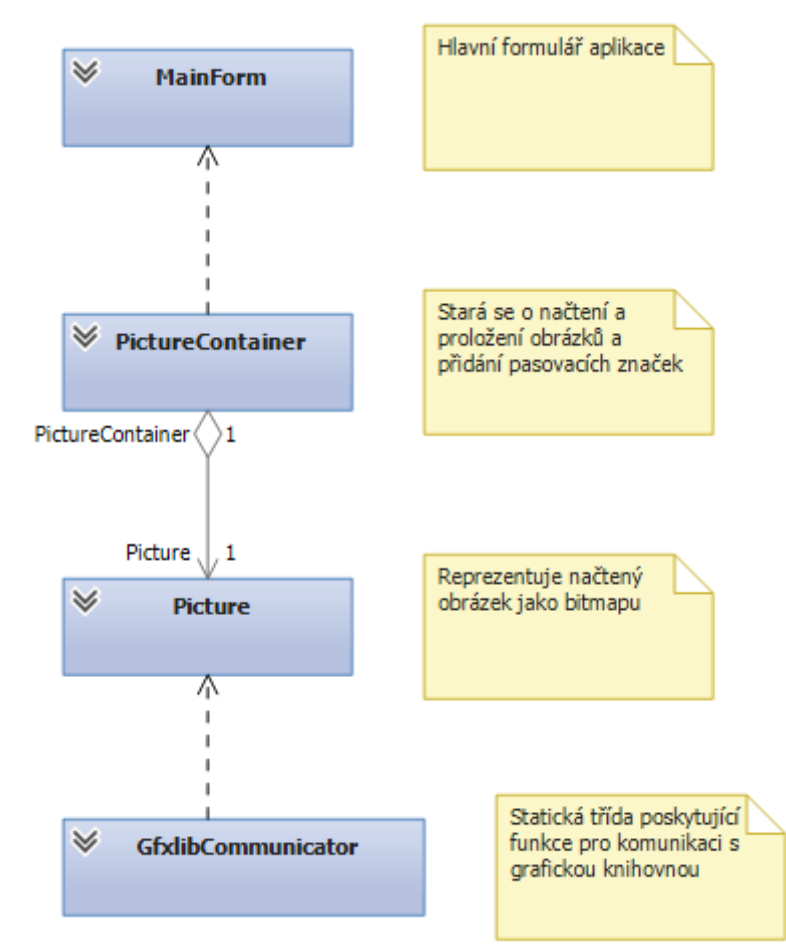 MainForm
Hlavní formulář aplikace
PictureContainer
Stará se o načtení a
proložení obrázků a
přidání pasovacích značek
PictureContainer 1
Picture 1
Picture
Reprezentuje načtený
obrázek jako bitmapu
GfxlibCommunicator
Statická třída poskytující
funkce pro komunikaci s
grafickou knihovnou